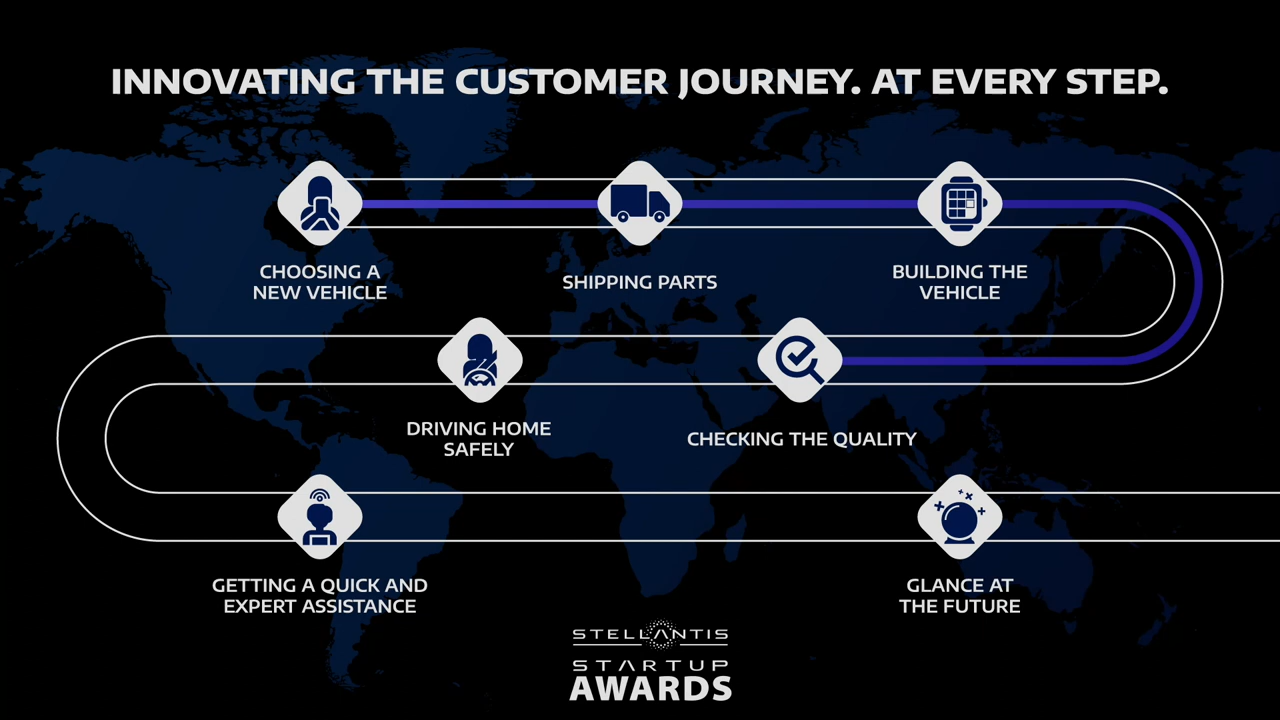 INNOVATING THE CUSTOMER JOURNEY. AT EVERY STEP.
CHOOSING A
NEW VEHICLE
SHIPPING PARTS
BUILDING THE
VEHICLE
DRIVING HOME
SAFELY
CHECKING THE QUALITY
GETTING A QUICK AND
EXPERT ASSISTANCE
GLANCE AT
THE FUTURE
STELLANTIS
STARTUP
AWARDS